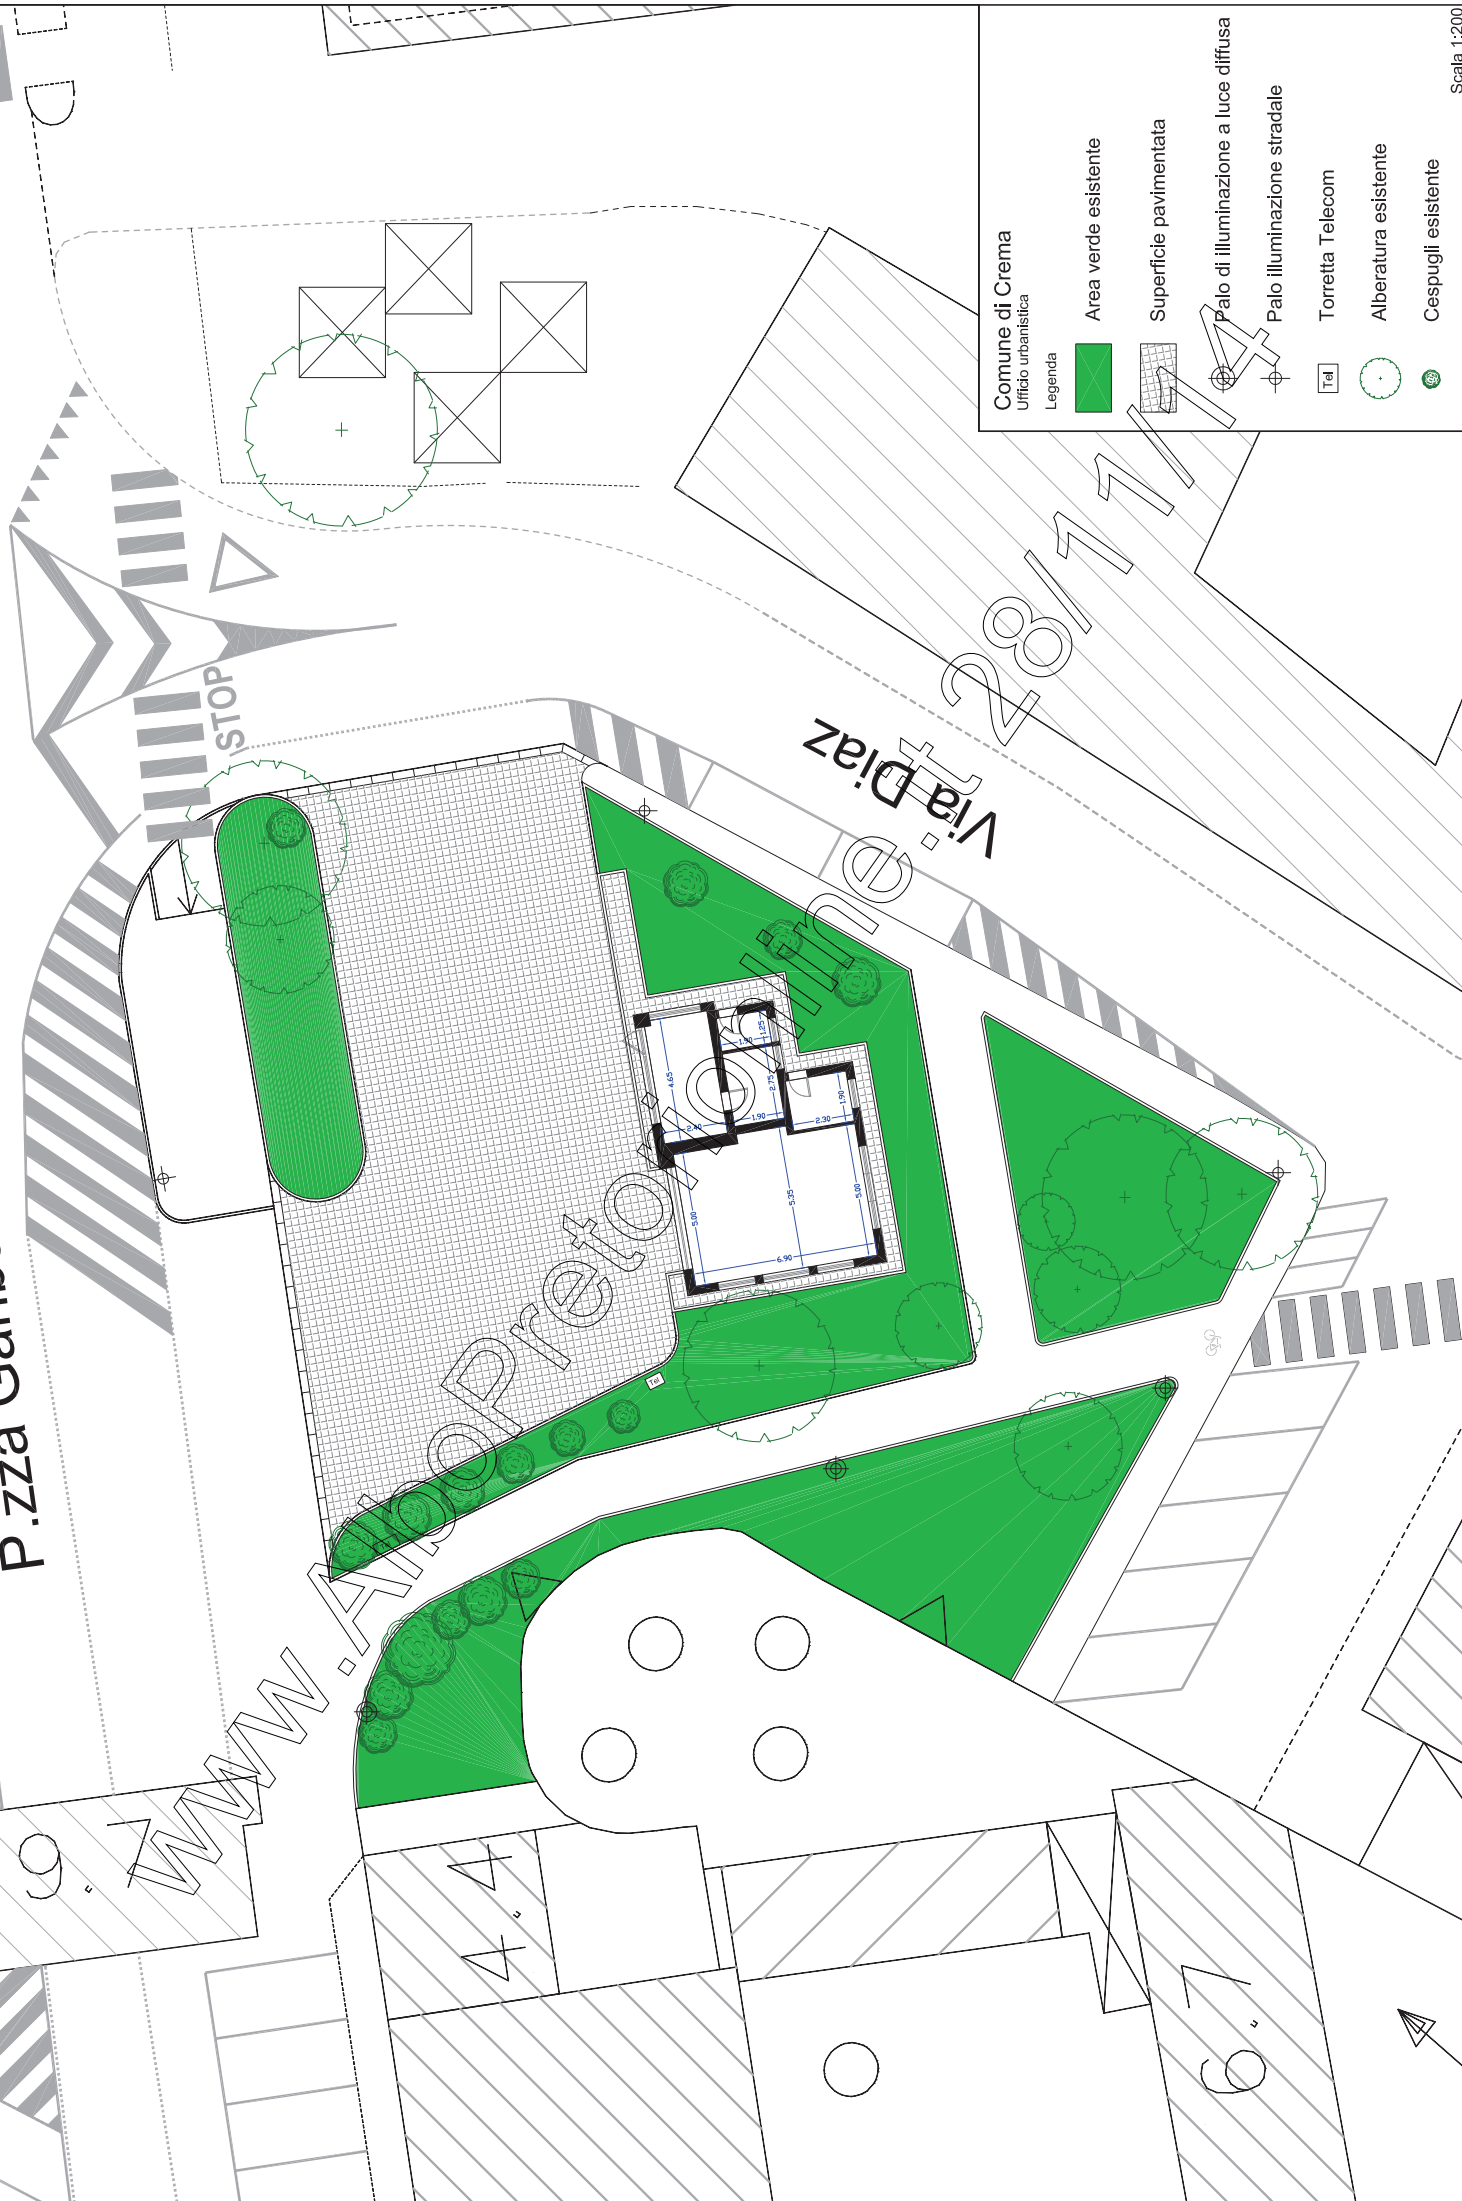 Comune di Crema
Ufficio urbanistica
Legenda
Area verde esistente
Superficie pavimentata
Palo di illuminazione a luce diffusa
Palo illuminazione stradale
Tel
Torretta Telecom
Alberatura esistente
Cespugli esistente
Scala 1:200
P.zza
Via Diaz
STOP
www.AlboPretorionline.it 28/11/14
Tel
4.65
1.90
1.25
2.75
2.40
1.90
2.30
1.90
5.00
5.35
5.00
6.90